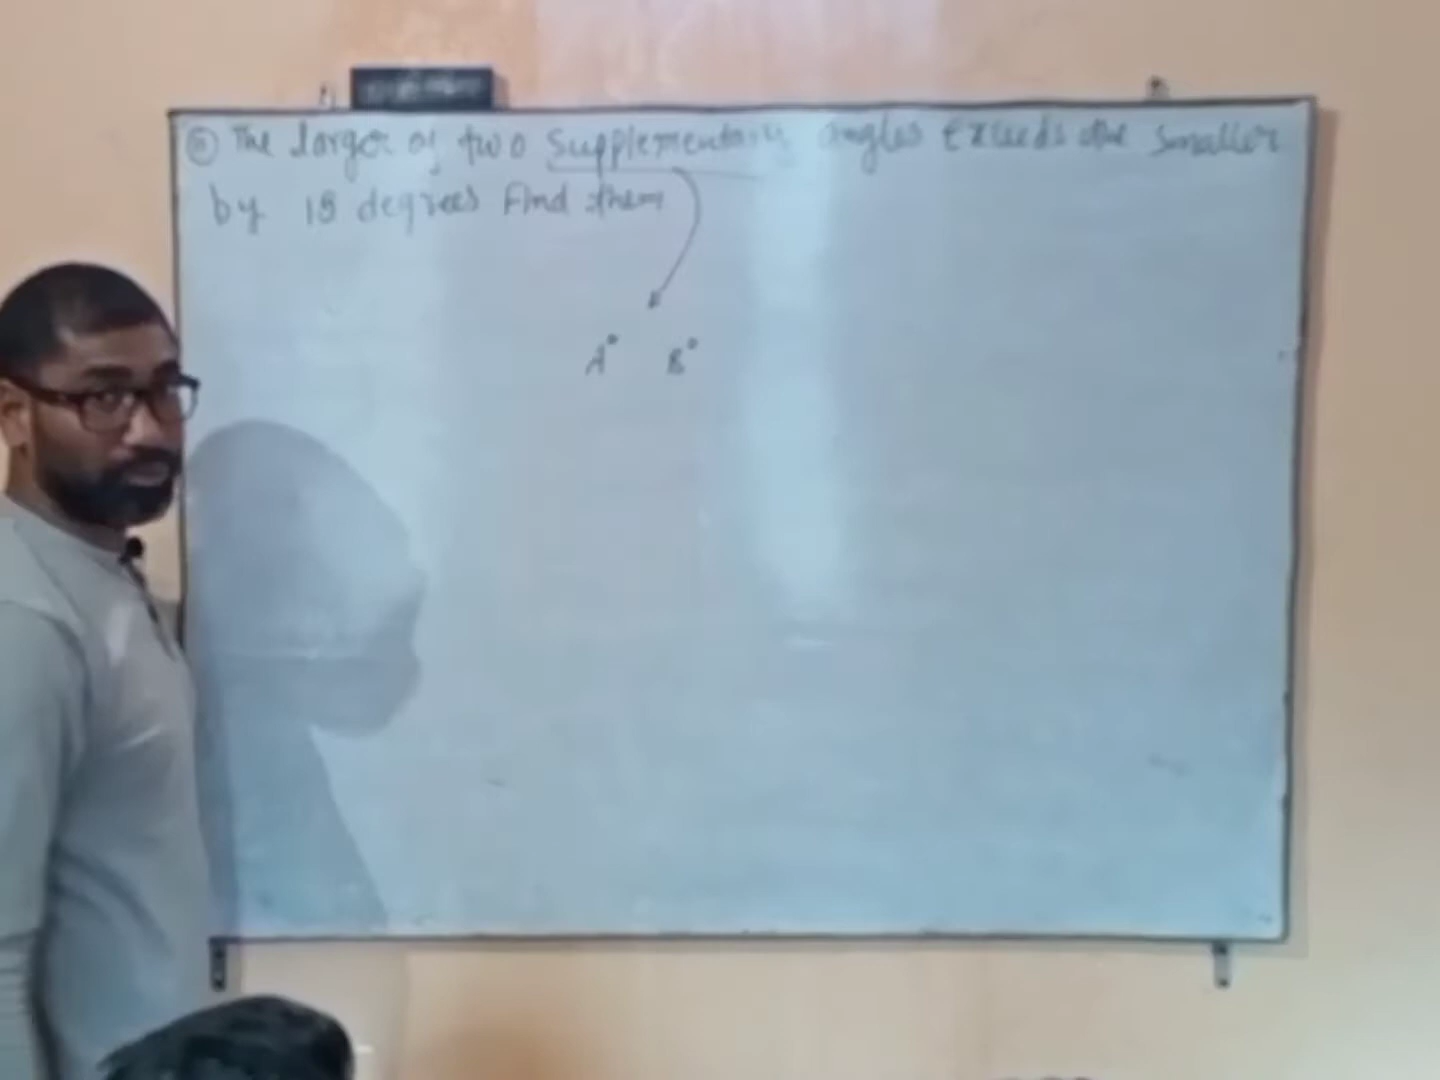 ⑤ The larger of two supplementary angles exceeds the smaller
by 18 degrees Find them
A° B°